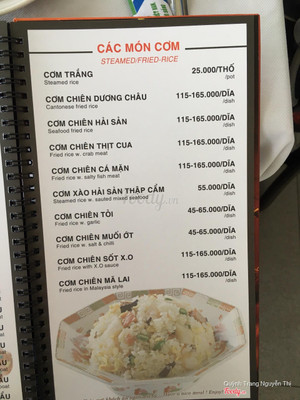 CÁC MÓN CƠM
STEAMED/FRIED-RICE
CƠM TRẮNG 25.000/THỐ
Steamed rice /pot
CƠM CHIÊN DƯƠNG CHÂU 115-165.000/DĨA
Cantonese fried rice /dish
CƠM CHIÊN HẢI SẢN 115-165.000/DĨA
Seafood fried rice /dish
CƠM CHIÊN THỊT CUA 115-165.000/DĨA
Fried rice w. crab meat /dish
CƠM CHIÊN CÁ MẶN 115-165.000/DĨA
Fried rice w. salty fish meat /dish
CƠM XÀO HẢI SẢN THẬP CẨM 55.000/DĨA
Steamed rice w. sauted mixed seafood /dish
CƠM CHIÊN TỎI 45-65.000/DĨA
Fried rice w. garlic /dish
CƠM CHIÊN MUỐI ỚT 45-65.000/DĨA
Fried rice w. salt & chilli /dish
CƠM CHIÊN SỐT X.O 115-165.000/DĨA
Fried rice w. X.O sauce /dish
CƠM CHIÊN MÃ LAI 115-165.000/DĨA
Fried rice in Malaysia style /dish
Quỳnh Trang Nguyễn Thị